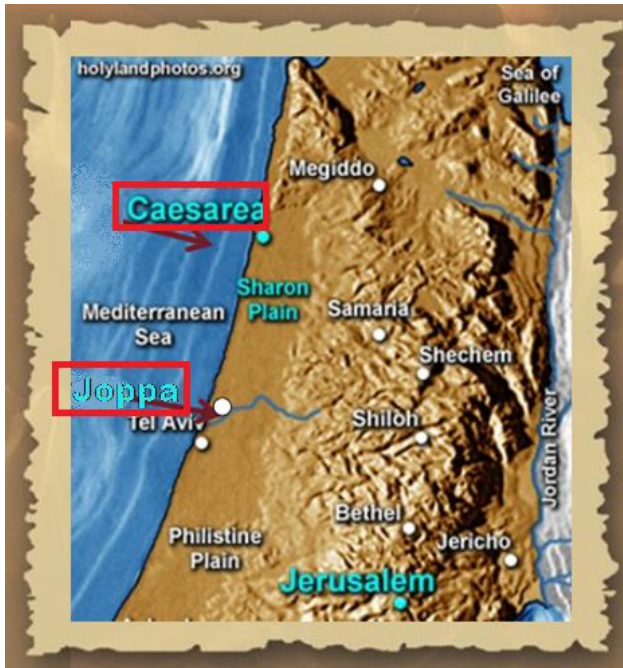 holylandphotos.org
Sea of
Galilee
Megiddo
Caesarea
Sharon
Plain
Mediterranean
Sea
Samaria
Shechem
Joppa
Tel Aviv
Shiloh
Jordan River
Bethel
Philistine
Plain
Jericho
Jerusalem